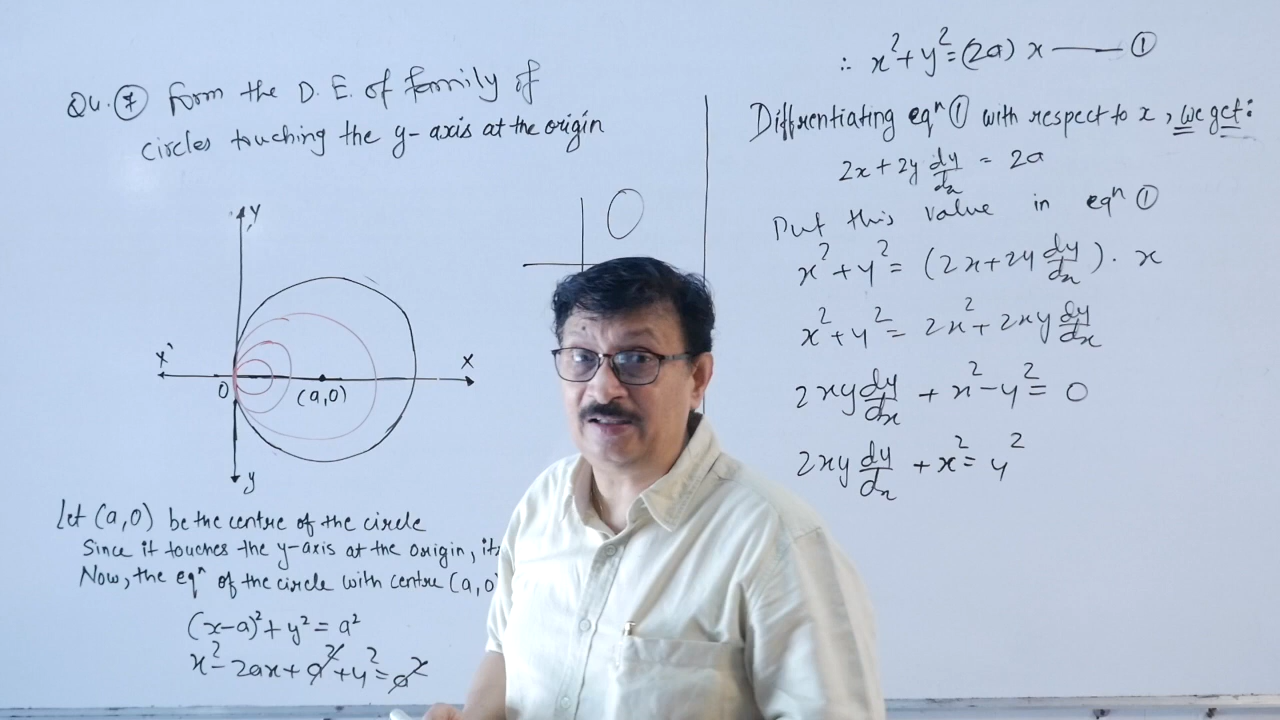 Qu. ⑦ Form the D. E. of family of
circles touching the y-axis at the origin
y
x'
x
O
(a,0)
y
Let (a,0) be the centre of the circle
Since it touches the y-axis at the origin, its
Now, the eqⁿ of the circle with centre (a,0
(x-a)²+y²=a²
x²-2ax+a²+y²=a²
∴ x²+y²=(2a) x — ①
Diffrentiating eqⁿ ① with respect to x, we get:
2x+2y dy/dx = 2a
Put this value in eqⁿ ①
x²+y²= (2x+2y dy/dx). x
x²+y²= 2x²+2xy dy/dx
2xy dy/dx + x²-y²= 0
2xy dy/dx + x²= y²